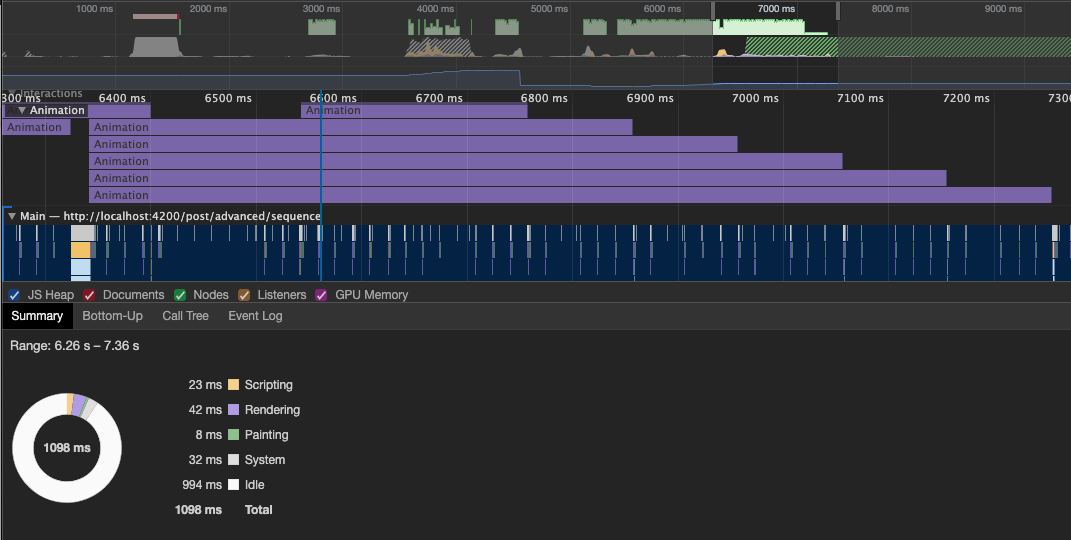 1000 ms 2000 ms 3000 ms 4000 ms 5000 ms 6000 ms 7000 ms 8000 ms 9000 ms
Interactions
300 ms 6400 ms 6500 ms 6600 ms 6700 ms 6800 ms 6900 ms 7000 ms 7100 ms 7200 ms 7300
▼ Animation Animation
Animation Animation
Animation
Animation
Animation
Animation
▼ Main — http://localhost:4200/post/advanced/sequence
JS Heap Documents Nodes Listeners GPU Memory
Summary Bottom-Up Call Tree Event Log
Range: 6.26 s – 7.36 s
23 ms Scripting
42 ms Rendering
8 ms Painting
1098 ms
32 ms System
994 ms Idle
1098 ms Total